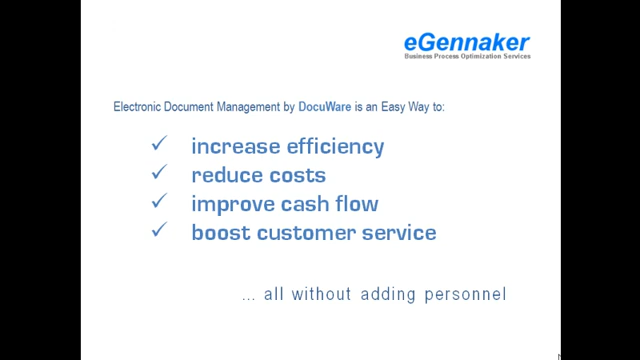 eGennaker
Business Process Optimization Services
Electronic Document Management by DocuWare is an Easy Way to:
✓ increase efficiency
✓ reduce costs
✓ improve cash flow
✓ boost customer service
... all without adding personnel